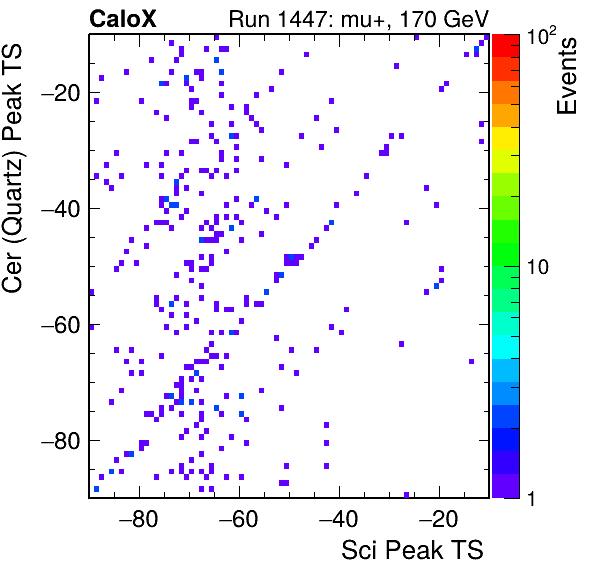 CaloX Run 1447: mu+, 170 GeV
Cer (Quartz) Peak TS
−20
−40
−60
−80
−80 −60 −40 −20
Sci Peak TS
10²
10
1
Events